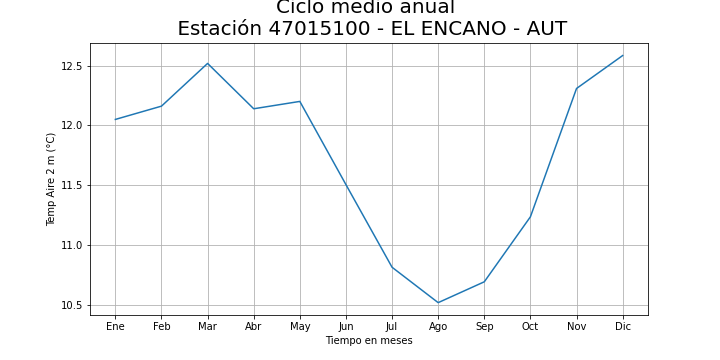 Ciclo medio anual
Estación 47015100 - EL ENCANO - AUT
Temp Aire 2 m (°C)
12.5
12.0
11.5
11.0
10.5
Ene Feb Mar Abr May Jun Jul Ago Sep Oct Nov Dic
Tiempo en meses